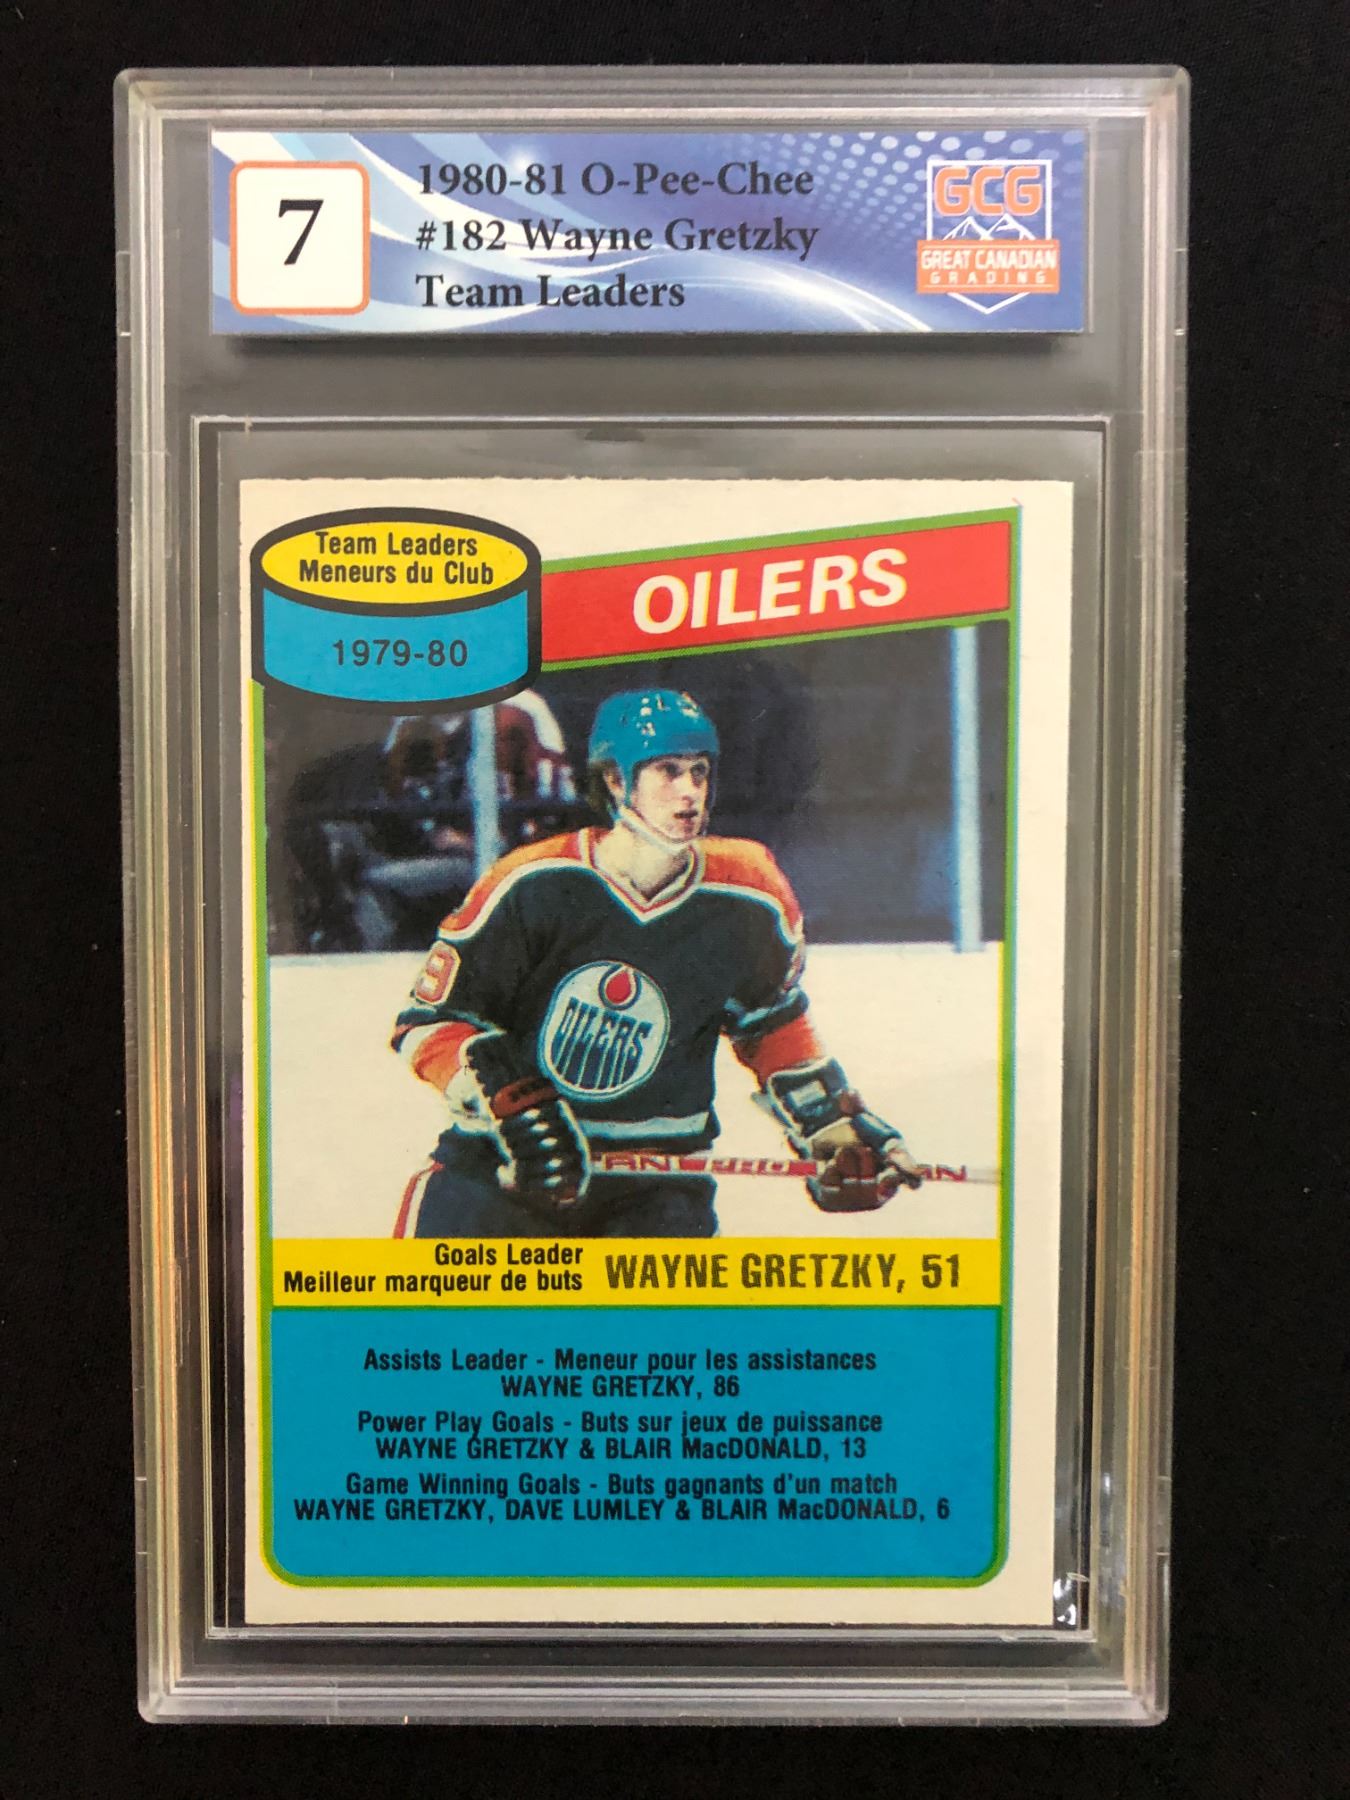 7
1980-81 O-Pee-Chee
#182 Wayne Gretzky
Team Leaders
GCG
GREAT CANADIAN
GRADING
Team Leaders
Meneurs du Club
1979-80
OILERS
9
OILERS
Goals Leader
Meilleur marqueur de buts
WAYNE GRETZKY, 51
Assists Leader - Meneur pour les assistances
WAYNE GRETZKY, 86
Power Play Goals - Buts sur jeux de puissance
WAYNE GRETZKY & BLAIR MacDONALD, 13
Game Winning Goals - Buts gagnants d'un match
WAYNE GRETZKY, DAVE LUMLEY & BLAIR MacDONALD, 6